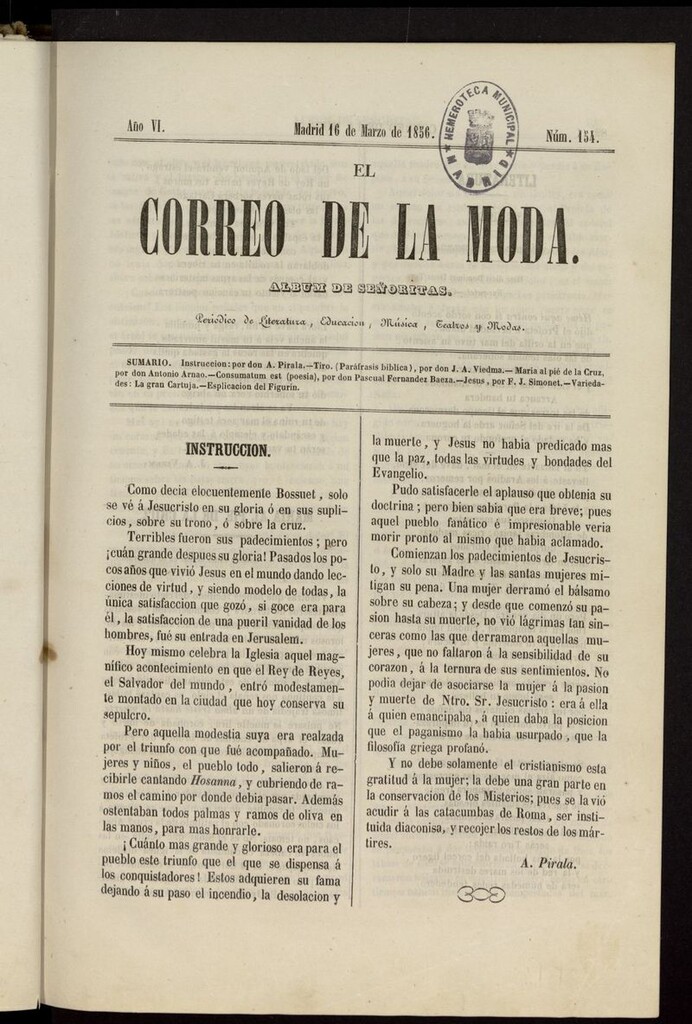 Año VI.
Madrid 16 de Marzo de 1856.
Núm. 154.
HEMEROTECA MUNICIPAL
MADRID
EL
CORREO DE LA MODA.
ALBUM DE SEÑORITAS.
Periodico de Literatura, Educacion, Música, Teatros y Modas.
SUMARIO. Instruccion: por don A. Pirala.—Tiro. (Paráfrasis bíblica), por don J. A. Viedma.—María al pié de la Cruz,
por don Antonio Arnao.—Consumatum est (poesía), por don Pascual Fernandez Baeza.—Jesus, por F. J. Simonet.—Varieda-
des: La gran Cartuja.—Esplicacion del Figurin.
INSTRUCCION.
Como decia elocuentemente Bossuet, solo
se vé á Jesucristo en su gloria ó en sus supli-
cios, sobre su trono, ó sobre la cruz.
Terribles fueron sus padecimientos; pero
¡cuán grande despues su gloria! Pasados los po-
cos años que vivió Jesus en el mundo dando lec-
ciones de virtud, y siendo modelo de todas, la
única satisfaccion que gozó, si goce era para
él, la satisfaccion de una pueril vanidad de los
hombres, fué su entrada en Jerusalem.
Hoy mismo celebra la Iglesia aquel mag-
nífico acontecimiento en que el Rey de Reyes,
el Salvador del mundo, entró modestamen-
te montado en la ciudad que hoy conserva su
sepulcro.
Pero aquella modestia suya era realzada
por el triunfo con que fué acompañado. Mu-
jeres y niños, el pueblo todo, salieron á re-
cibirle cantando Hosanna, y cubriendo de ra-
mos el camino por donde debia pasar. Además
ostentaban todos palmas y ramos de oliva en
las manos, para mas honrarle.
¡Cuánto mas grande y glorioso era para el
pueblo este triunfo que el que se dispensa á
los conquistadores! Estos adquieren su fama
dejando á su paso el incendio, la desolacion y
la muerte, y Jesus no habia predicado mas
que la paz, todas las virtudes y bondades del
Evangelio.
Pudo satisfacerle el aplauso que obtenia su
doctrina; pero bien sabia que era breve; pues
aquel pueblo fanático é impresionable veria
morir pronto al mismo que habia aclamado.
Comienzan los padecimientos de Jesucris-
to, y solo su Madre y las santas mujeres mi-
tigan su pena. Una mujer derramó el bálsamo
sobre su cabeza; y desde que comenzó su pa-
sion hasta su muerte, no vió lágrimas tan sin-
ceras como las que derramaron aquellas mu-
jeres, que no faltaron á la sensibilidad de su
corazon, á la ternura de sus sentimientos. No
podia dejar de asociarse la mujer á la pasion
y muerte de Ntro. Sr. Jesucristo: era á ella
á quien emancipaba, á quien daba la posicion
que el paganismo la habia usurpado, que la
filosofía griega profanó.
Y no debe solamente el cristianismo esta
gratitud á la mujer; la debe una gran parte en
la conservacion de los Misterios; pues se la vió
acudir á las catacumbas de Roma, ser insti-
tuida diaconisa, y recojer los restos de los már-
tires.
A. Pirala.